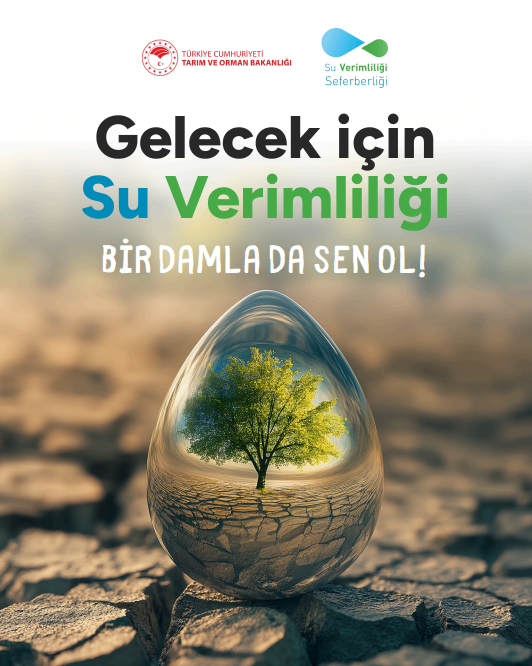 TÜRKİYE CUMHURİYETİ
TARIM VE ORMAN BAKANLIĞI
Su Verimliliği
Seferberliği
Gelecek için
Su Verimliliği
BİR DAMLA DA SEN OL!